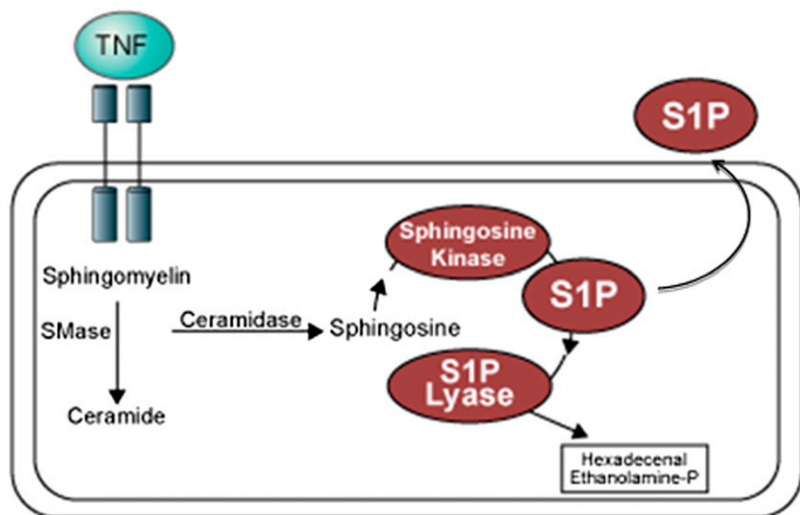 TNF
S1P
Sphingosine
Kinase
S1P
Sphingomyelin
SMase
Ceramidase
Sphingosine
Ceramide
S1P
Lyase
Hexadecenal
Ethanolamine-P